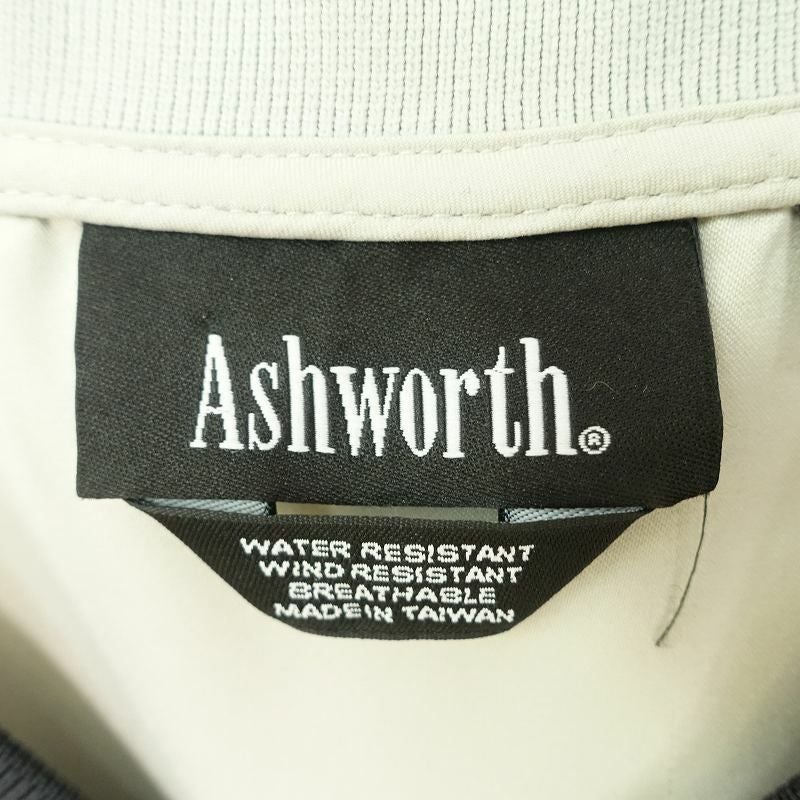 Ashworth®
WATER RESISTANT
WIND RESISTANT
BREATHABLE
MADE IN TAIWAN